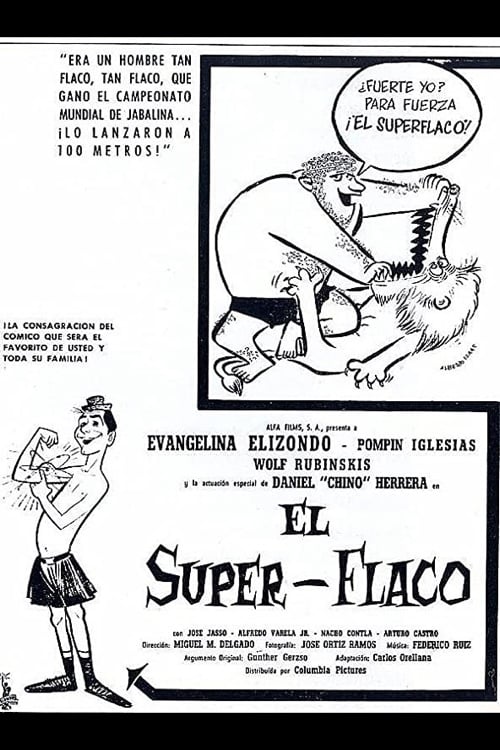 "ERA UN HOMBRE TAN
FLACO, TAN FLACO, QUE
GANO EL CAMPEONATO
MUNDIAL DE JABALINA...
¡LO LANZARON A
100 METROS!"
¿FUERTE YO?
PARA FUERZA
¡"EL SUPERFLACO"!
¡LA CONSAGRACION DEL
COMICO QUE SERA EL
FAVORITO DE USTED Y
TODA SU FAMILIA!
ALFA FILMS, S. A., presenta a
EVANGELINA ELIZONDO - POMPIN IGLESIAS
WOLF RUBINSKIS
y la actuación especial de DANIEL "CHINO" HERRERA en
EL
SUPER-FLACO
con JOSE JASSO - ALFREDO VARELA JR. - NACHO CONTLA - ARTURO CASTRO
Dirección: MIGUEL M. DELGADO Fotografía: JOSE ORTIZ RAMOS Música: FEDERICO RUIZ
Argumento Original: Günther Gerzso Adaptación: Carlos Orellana
Distribuida por Columbia Pictures